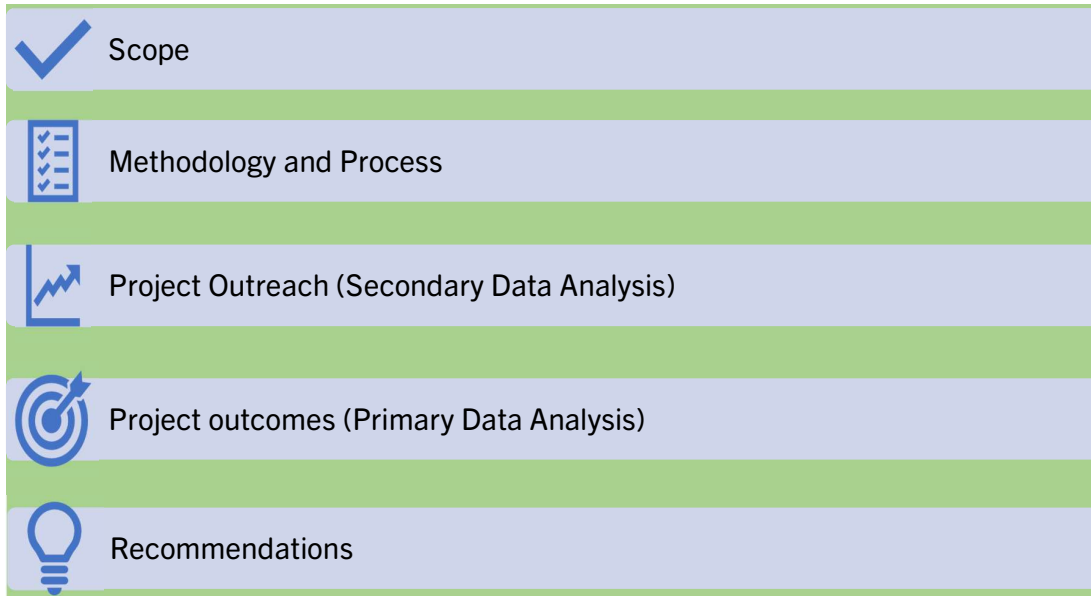 Scope
Methodology and Process
Project Outreach (Secondary Data Analysis)
Project outcomes (Primary Data Analysis)
Recommendations